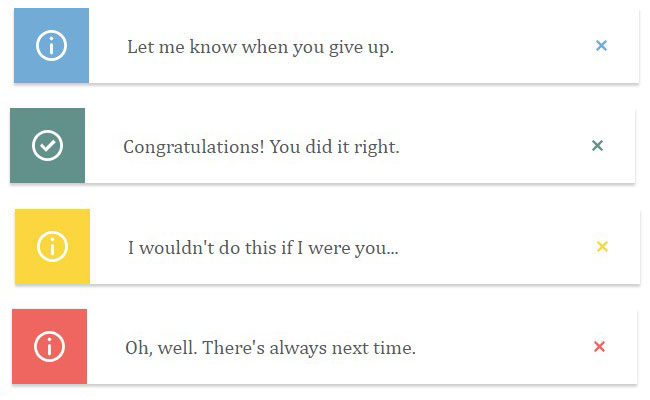 Let me know when you give up.
Congratulations! You did it right.
I wouldn't do this if I were you...
Oh, well. There's always next time.